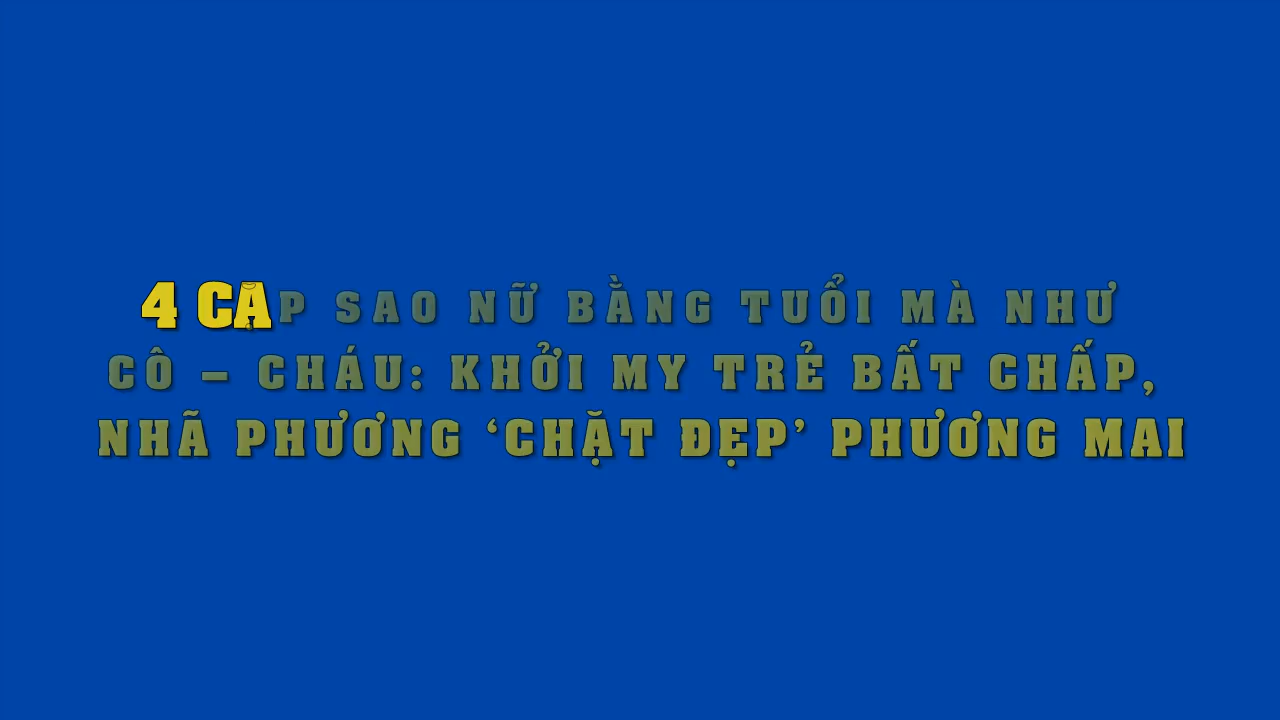 4 CẶP SAO NỮ BẰNG TUỔI MÀ NHƯ
CÔ – CHÁU: KHỞI MY TRẺ BẤT CHẤP,
NHÃ PHƯƠNG ‘CHẶT ĐẸP’ PHƯƠNG MAI